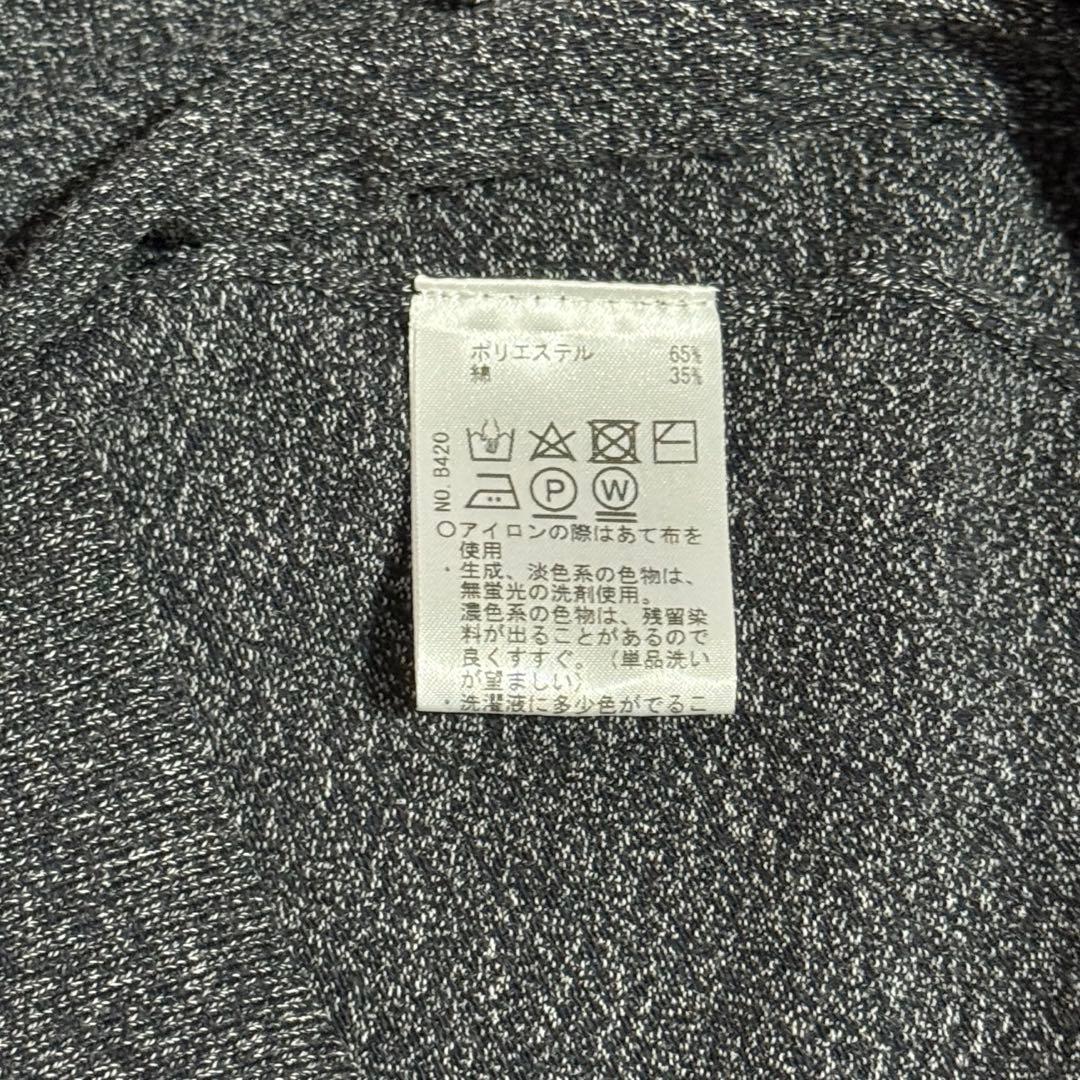 ポリエステル 65%
綿 35%
NO. B420
P W
○アイロンの際はあて布を
使用
・生成、淡色系の色物は、
無蛍光の洗剤使用。
濃色系の色物は、残留染
料が出ることがあるので
良くすすぐ。（単品洗い
が望ましい）
・洗濯液に多少色がでるこ